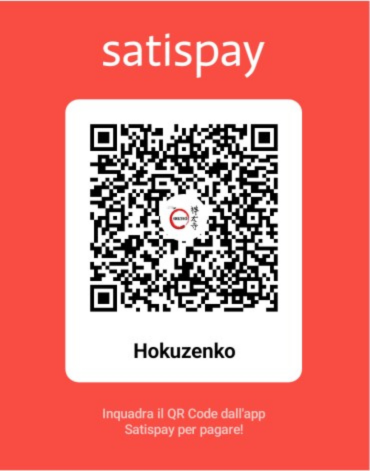 satispay
Hokuzenko
Inquadra il QR Code dall'app
Satispay per pagare!